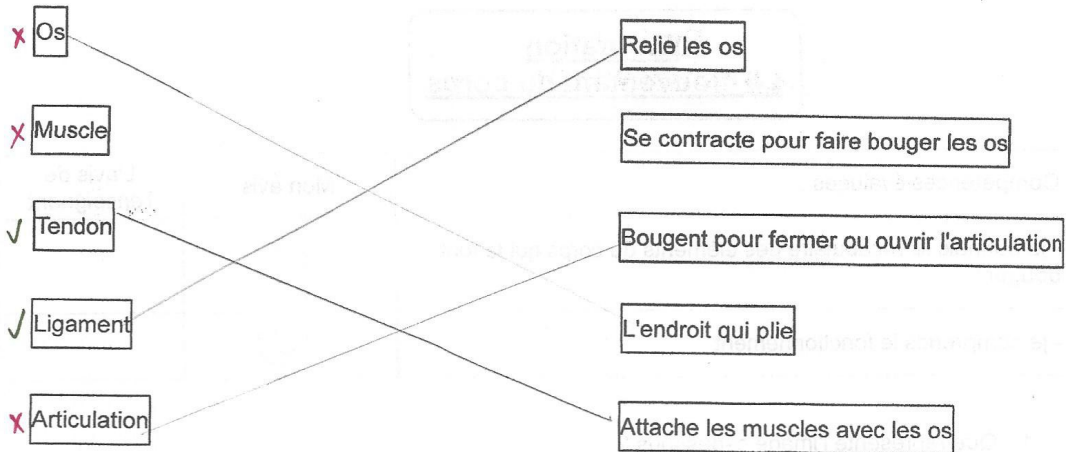 Os
Relie les os
Muscle
Se contracte pour faire bouger les os
Tendon
Bougent pour fermer ou ouvrir l'articulation
Ligament
L'endroit qui plie
Articulation
Attache les muscles avec les os